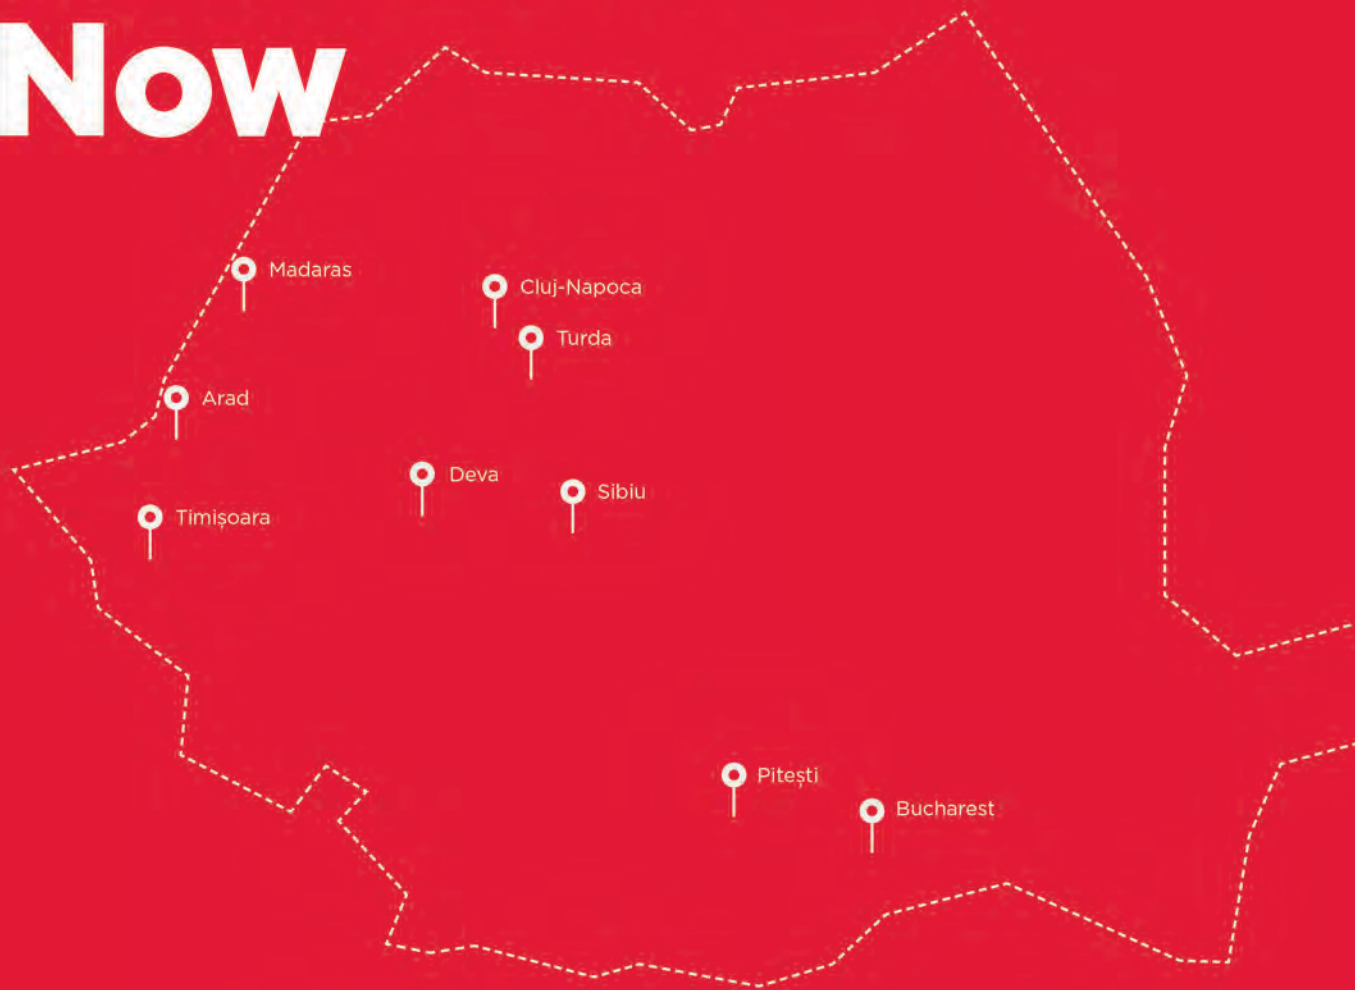 Now
Madaras
Cluj-Napoca
Turda
Arad
Deva
Sibiu
Timișoara
Pitești
Bucharest